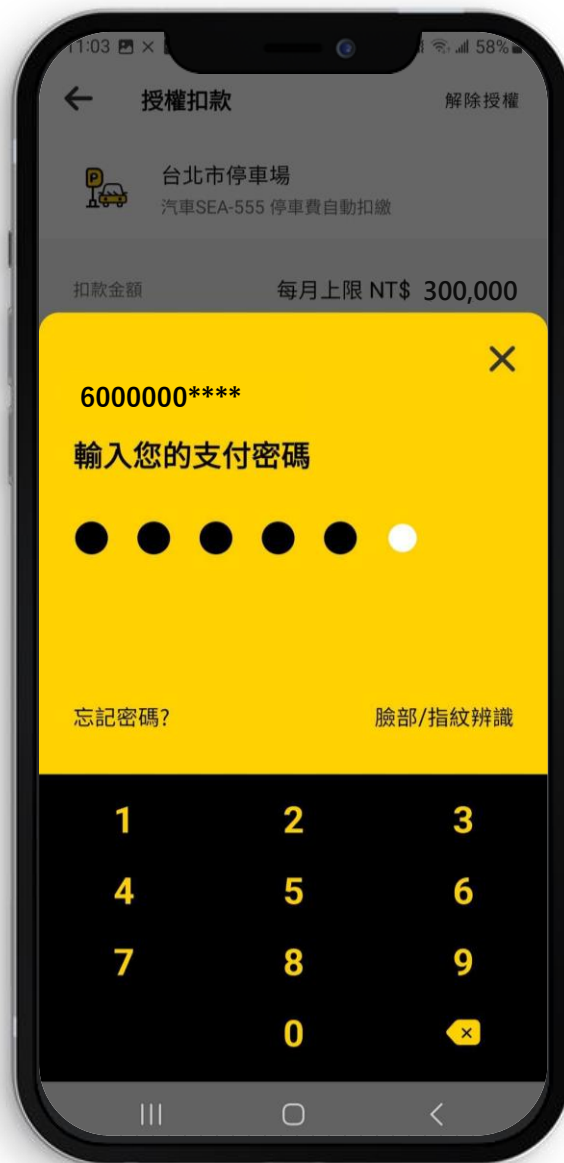 11:03
58%
授權扣款
解除授權
P
台北市停車場
汽車SEA-555 停車費自動扣繳
扣款金額
每月上限 NT$ 300,000
6000000****
輸入您的支付密碼
忘記密碼?
臉部/指紋辨識
1 2 3
4 5 6
7 8 9
0